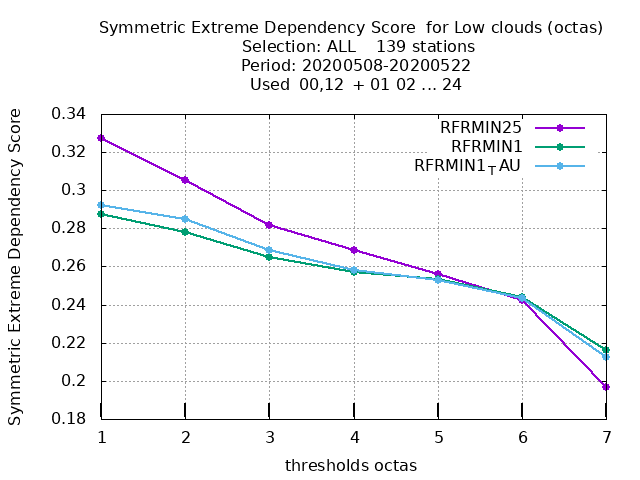 Symmetric Extreme Dependency Score  for Low clouds (octas)
Selection: ALL    139 stations
Period: 20200508-20200522
Used  00,12  + 01 02 ... 24
RFRMIN25
RFRMIN1
RFRMIN1TAU
Symmetric Extreme Dependency Score
0.34
0.32
0.3
0.28
0.26
0.24
0.22
0.2
0.18
1 2 3 4 5 6 7
thresholds octas